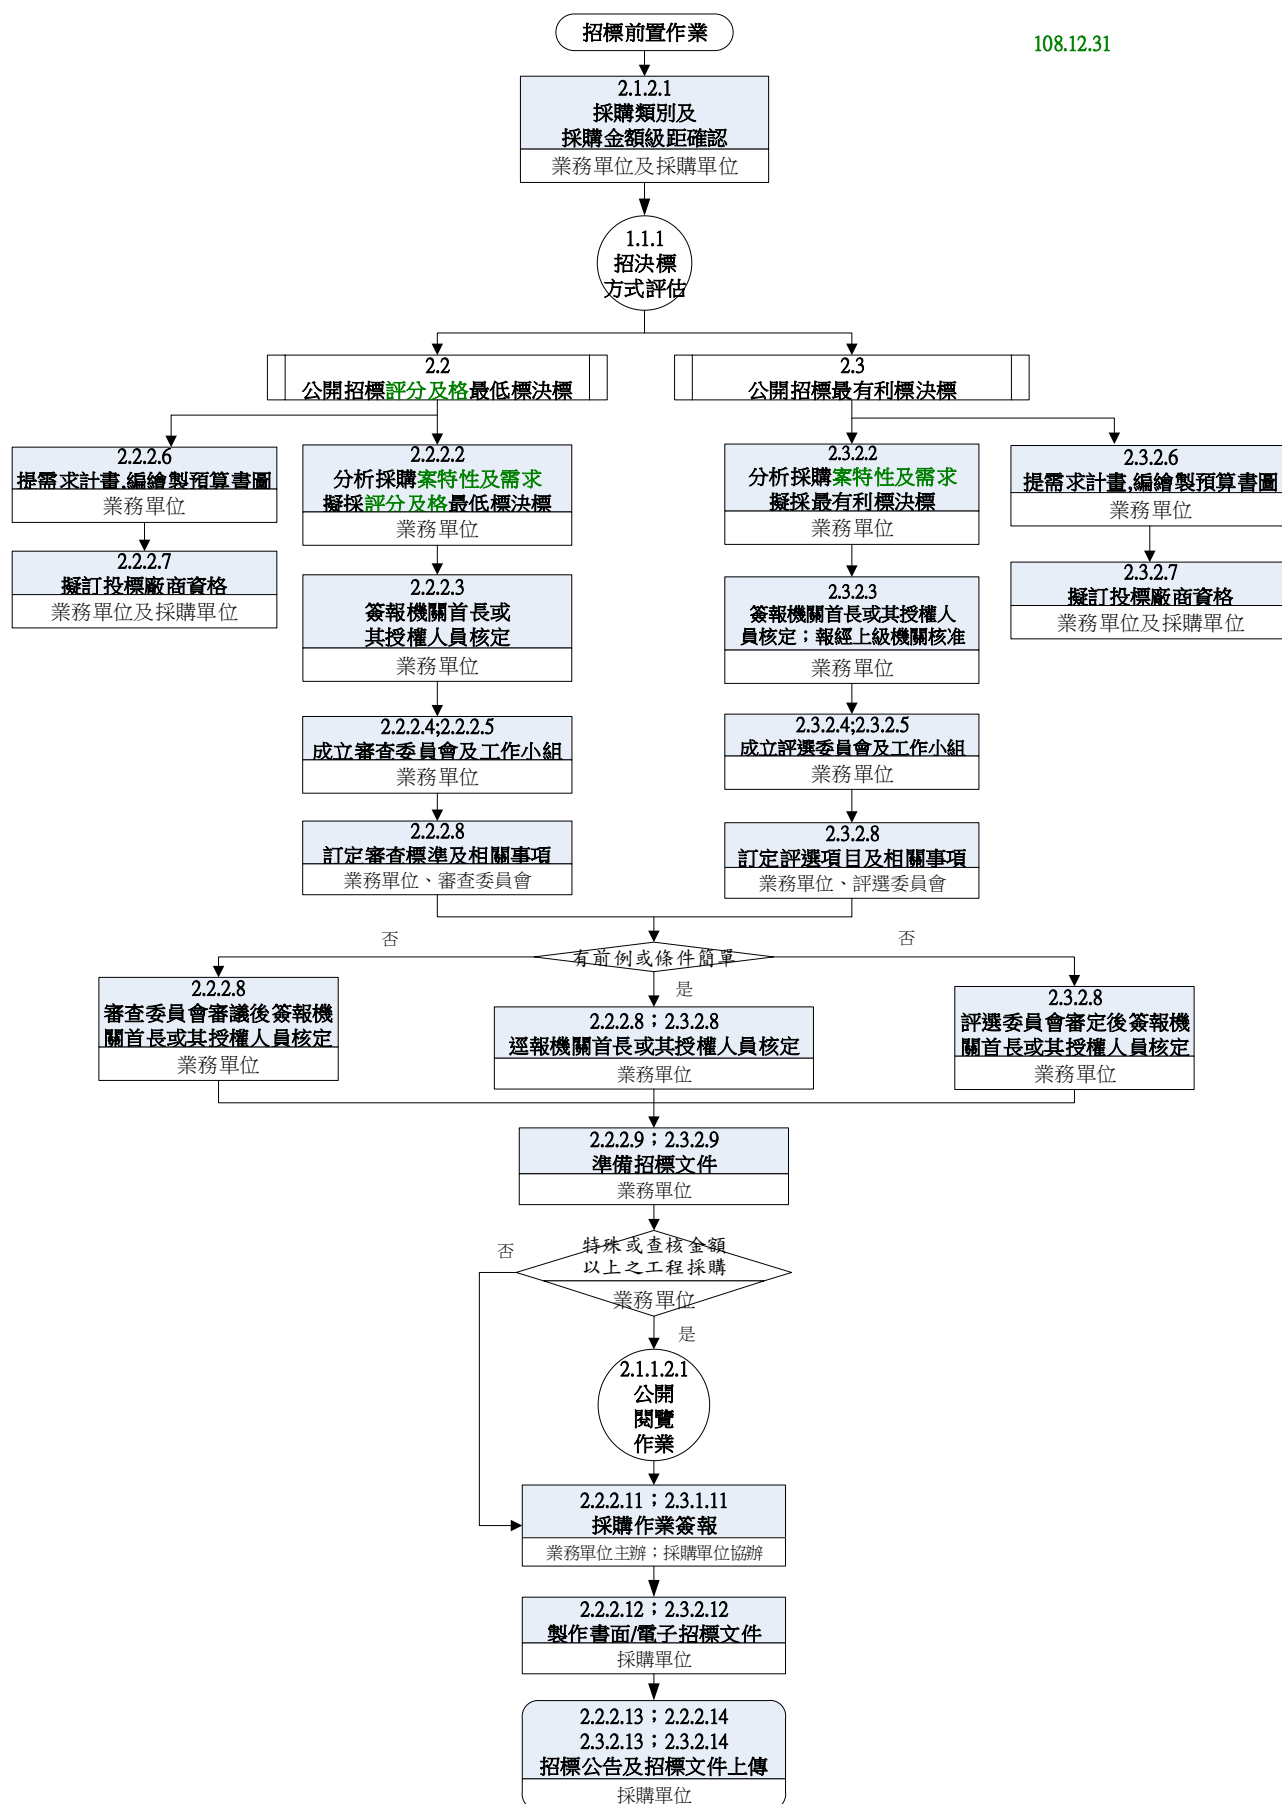 招標前置作業
108.12.31
2.1.2.1
採購類別及
採購金額級距確認
業務單位及採購單位
1.1.1
招決標
方式評估
2.2
公開招標評分及格最低標決標
2.3
公開招標最有利標決標
2.2.2.6
提需求計畫,編繪製預算書圖
業務單位
2.2.2.7
擬訂投標廠商資格
業務單位及採購單位
2.2.2.2
分析採購案特性及需求
擬採評分及格最低標決標
業務單位
2.2.2.3
簽報機關首長或
其授權人員核定
業務單位
2.2.2.4;2.2.2.5
成立審查委員會及工作小組
業務單位
2.2.2.8
訂定審查標準及相關事項
業務單位、審查委員會
2.3.2.2
分析採購案特性及需求
擬採最有利標決標
業務單位
2.3.2.3
簽報機關首長或其授權人
員核定；報經上級機關核准
業務單位
2.3.2.4;2.3.2.5
成立評選委員會及工作小組
業務單位
2.3.2.8
訂定評選項目及相關事項
業務單位、評選委員會
2.3.2.6
提需求計畫,編繪製預算書圖
業務單位
2.3.2.7
擬訂投標廠商資格
業務單位及採購單位
有前例或條件簡單
否
否
是
2.2.2.8
審查委員會審議後簽報機
關首長或其授權人員核定
業務單位
2.2.2.8；2.3.2.8
逕報機關首長或其授權人員核定
業務單位
2.3.2.8
評選委員會審定後簽報機
關首長或其授權人員核定
業務單位
2.2.2.9；2.3.2.9
準備招標文件
業務單位
特殊或查核金額
以上之工程採購
業務單位
否
是
2.1.1.2.1
公開
閱覽
作業
2.2.2.11；2.3.1.11
採購作業簽報
業務單位主辦；採購單位協辦
2.2.2.12；2.3.2.12
製作書面/電子招標文件
採購單位
2.2.2.13；2.2.2.14
2.3.2.13；2.3.2.14
招標公告及招標文件上傳
採購單位